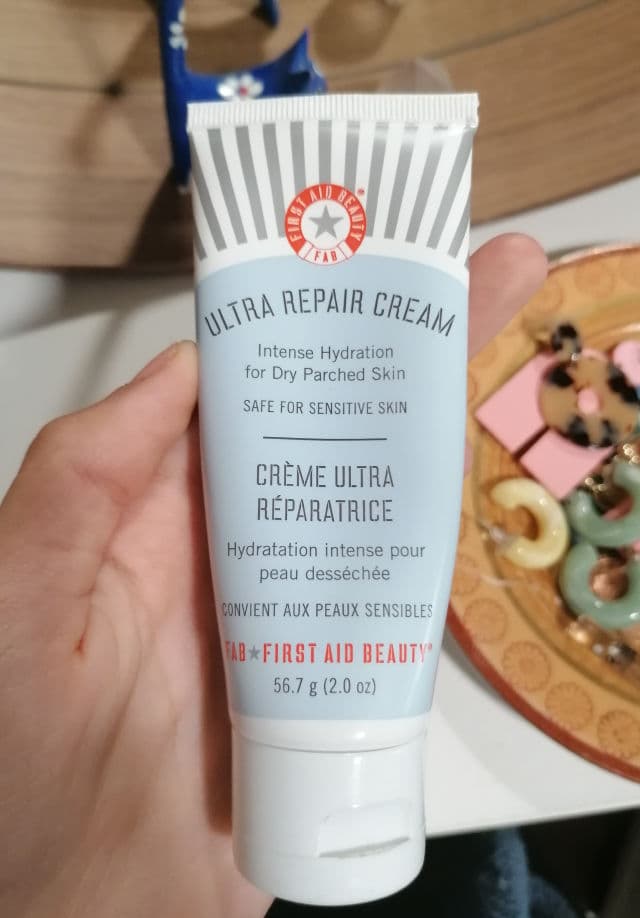 FIRST AID BEAUTY®
FAB
ULTRA REPAIR CREAM
Intense Hydration
for Dry Parched Skin
SAFE FOR SENSITIVE SKIN
CRÈME ULTRA
RÉPARATRICE
Hydratation intense pour
peau desséchée
CONVIENT AUX PEAUX SENSIBLES
FAB★FIRST AID BEAUTY®
56.7 g (2.0 oz)